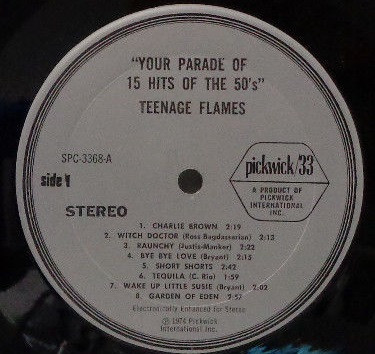 "YOUR PARADE OF
15 HITS OF THE 50's"
TEENAGE FLAMES
SPC-3368-A
side 1
STEREO
pickwick/33
A PRODUCT OF
PICKWICK
INTERNATIONAL
INC.
1. CHARLIE BROWN 2:19
2. WITCH DOCTOR (Ross Bagdasarian) 2:13
3. RAUNCHY (Justis-Manker) 2:22
4. BYE BYE LOVE (Bryant) 2:15
5. SHORT SHORTS 2:42
6. TEQUILA (C. Rio) 1:59
7. WAKE UP LITTLE SUSIE (Bryant) 2:02
8. GARDEN OF EDEN 2:57
Electronically Enhanced for Stereo
Ⓟ 1974 Pickwick
International Inc.